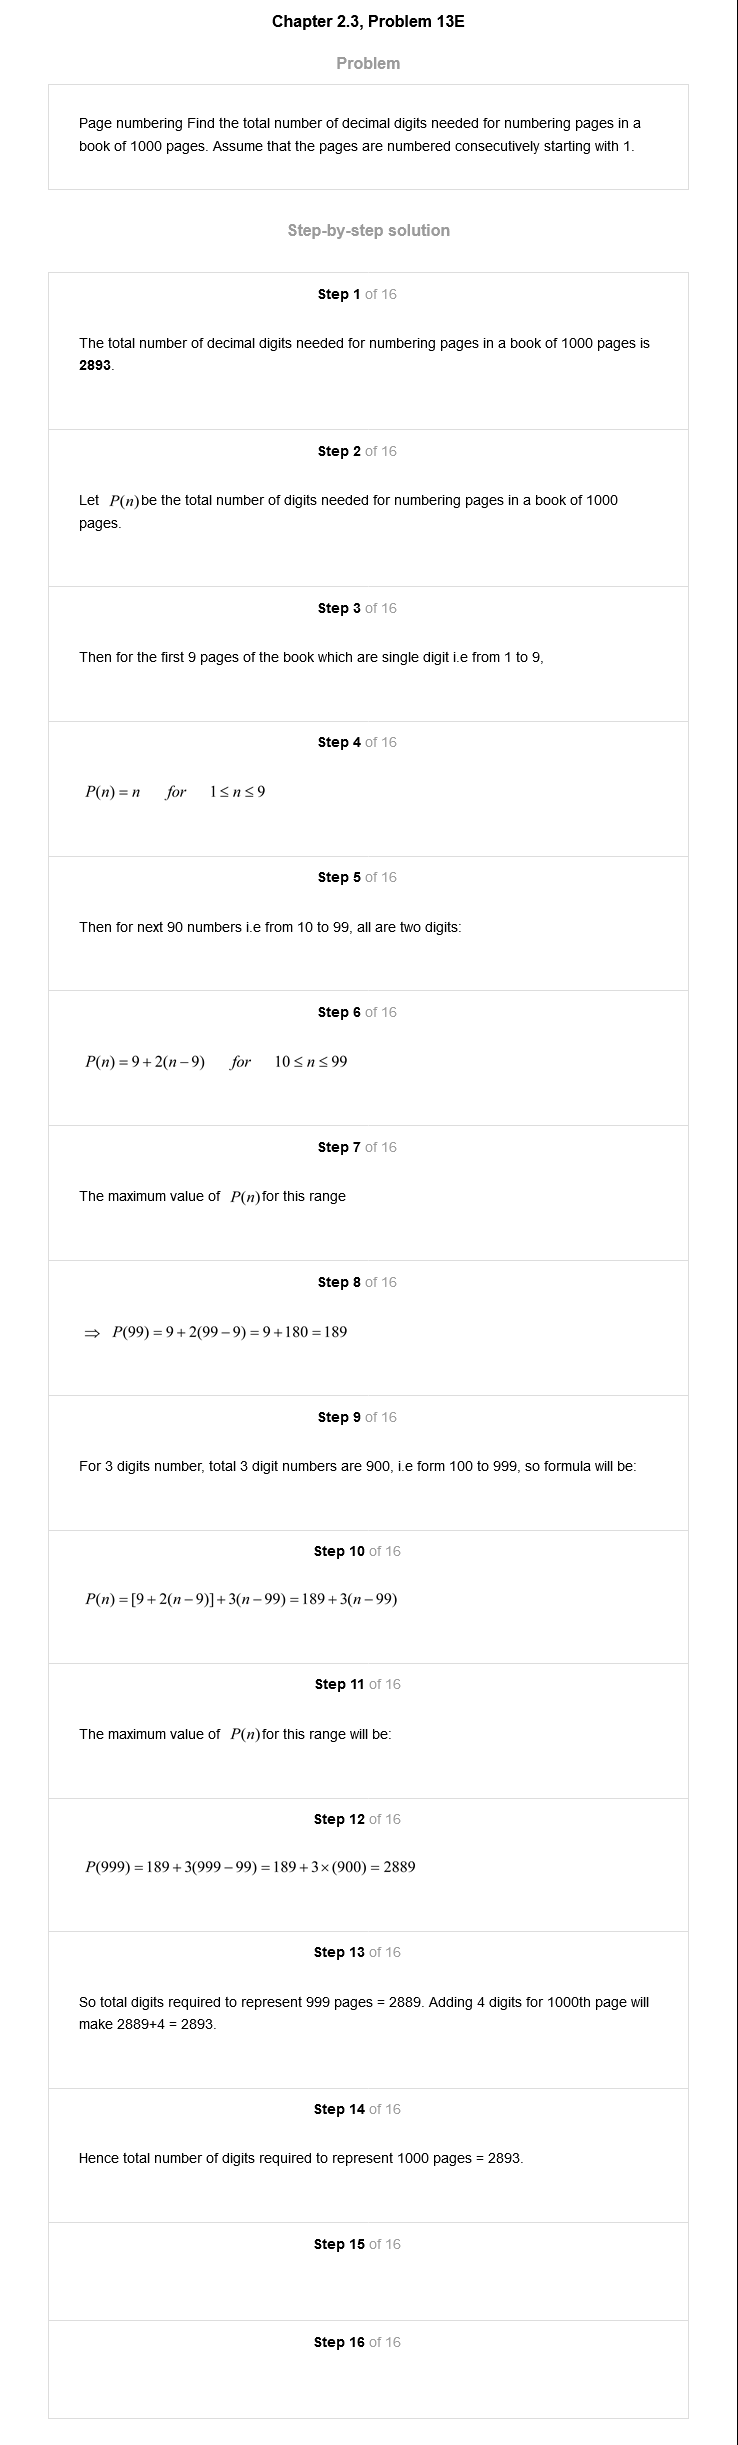 Chapter 2.3, Problem 13E
Problem
Page numbering Find the total number of decimal digits needed for numbering pages in a
book of 1000 pages. Assume that the pages are numbered consecutively starting with 1.
Step-by-step solution
Step 1 of 16
The total number of decimal digits needed for numbering pages in a book of 1000 pages is
2893.
Step 2 of 16
Let P(n) be the total number of digits needed for numbering pages in a book of 1000
pages.
Step 3 of 16
Then for the first 9 pages of the book which are single digit i.e from 1 to 9,
Step 4 of 16
P(n) = n for 1 ≤ n ≤ 9
Step 5 of 16
Then for next 90 numbers i.e from 10 to 99, all are two digits:
Step 6 of 16
P(n) = 9 + 2(n − 9) for 10 ≤ n ≤ 99
Step 7 of 16
The maximum value of P(n) for this range
Step 8 of 16
⇒ P(99) = 9 + 2(99 − 9) = 9 + 180 = 189
Step 9 of 16
For 3 digits number, total 3 digit numbers are 900, i.e form 100 to 999, so formula will be:
Step 10 of 16
P(n) = [9 + 2(n − 9)] + 3(n − 99) = 189 + 3(n − 99)
Step 11 of 16
The maximum value of P(n) for this range will be:
Step 12 of 16
P(999) = 189 + 3(999 − 99) = 189 + 3 × (900) = 2889
Step 13 of 16
So total digits required to represent 999 pages = 2889. Adding 4 digits for 1000th page will
make 2889+4 = 2893.
Step 14 of 16
Hence total number of digits required to represent 1000 pages = 2893.
Step 15 of 16
Step 16 of 16